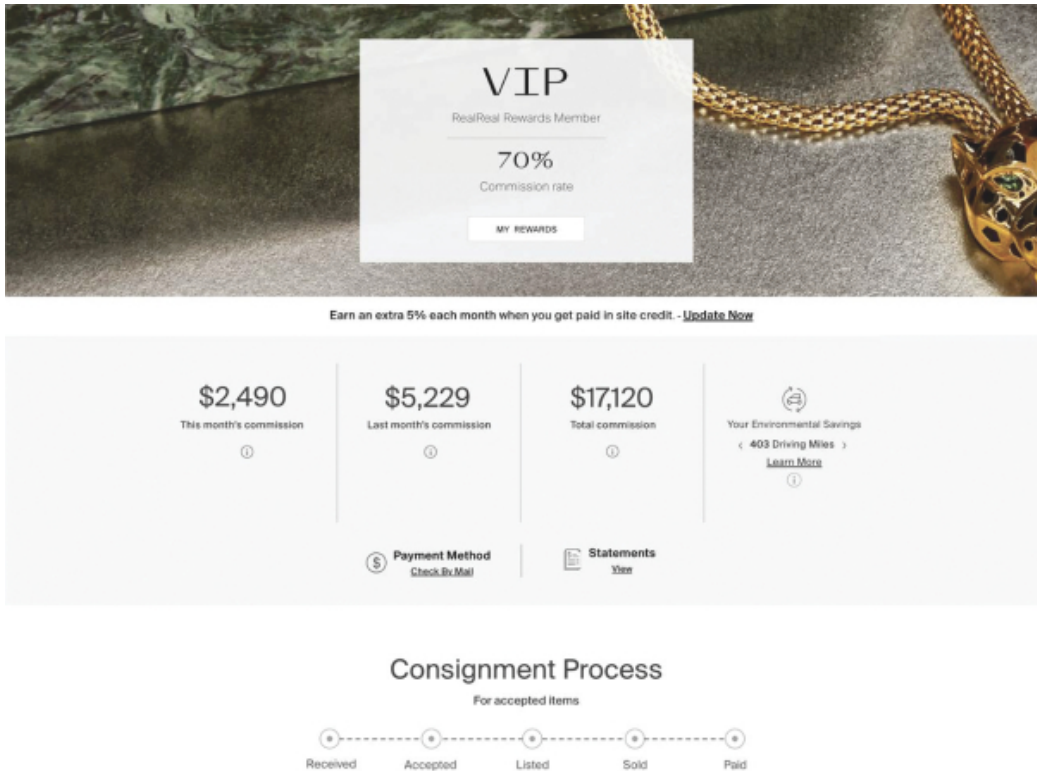 VIP
RealReal Rewards Member
70%
Commission rate
MY REWARDS
Earn an extra 5% each month when you get paid in site credit. - Update Now
$2,490
This month's commission
$5,229
Last month's commission
$17,120
Total commission
Your Environmental Savings
‹ 403 Driving Miles ›
Learn More
Payment Method
Check By Mail
Statements
View
Consignment Process
For accepted items
Received Accepted Listed Sold Paid